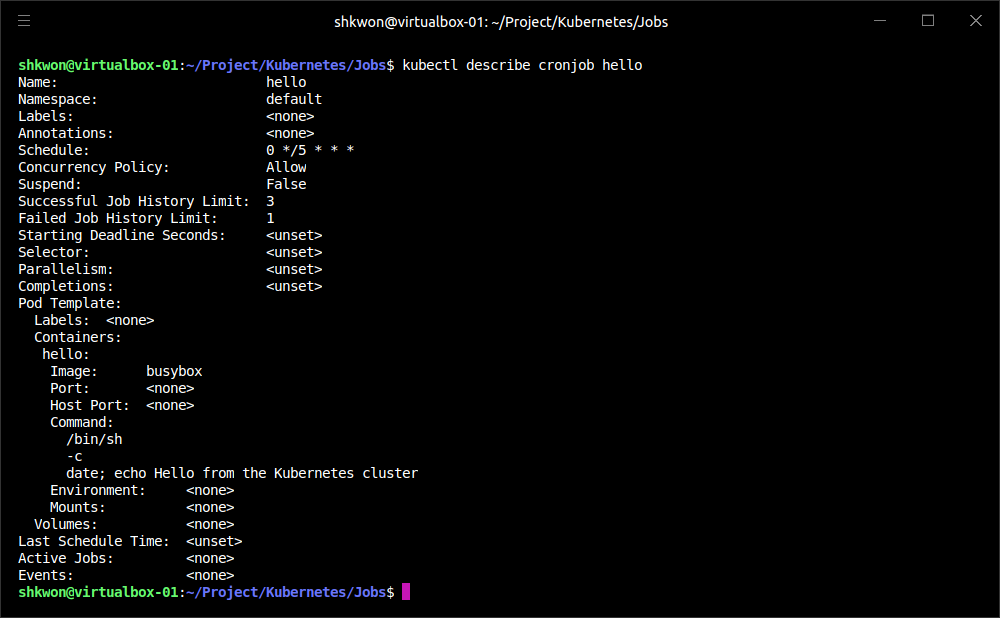 shkwon@virtualbox-01: ~/Project/Kubernetes/Jobs
shkwon@virtualbox-01:~/Project/Kubernetes/Jobs$ kubectl describe cronjob hello
Name:                          hello
Namespace:                     default
Labels:                        <none>
Annotations:                   <none>
Schedule:                      0 */5 * * *
Concurrency Policy:            Allow
Suspend:                       False
Successful Job History Limit:  3
Failed Job History Limit:      1
Starting Deadline Seconds:     <unset>
Selector:                      <unset>
Parallelism:                   <unset>
Completions:                   <unset>
Pod Template:
  Labels:  <none>
  Containers:
   hello:
    Image:      busybox
    Port:       <none>
    Host Port:  <none>
    Command:
      /bin/sh
      -c
      date; echo Hello from the Kubernetes cluster
    Environment:     <none>
    Mounts:          <none>
  Volumes:           <none>
Last Schedule Time:  <unset>
Active Jobs:         <none>
Events:              <none>
shkwon@virtualbox-01:~/Project/Kubernetes/Jobs$